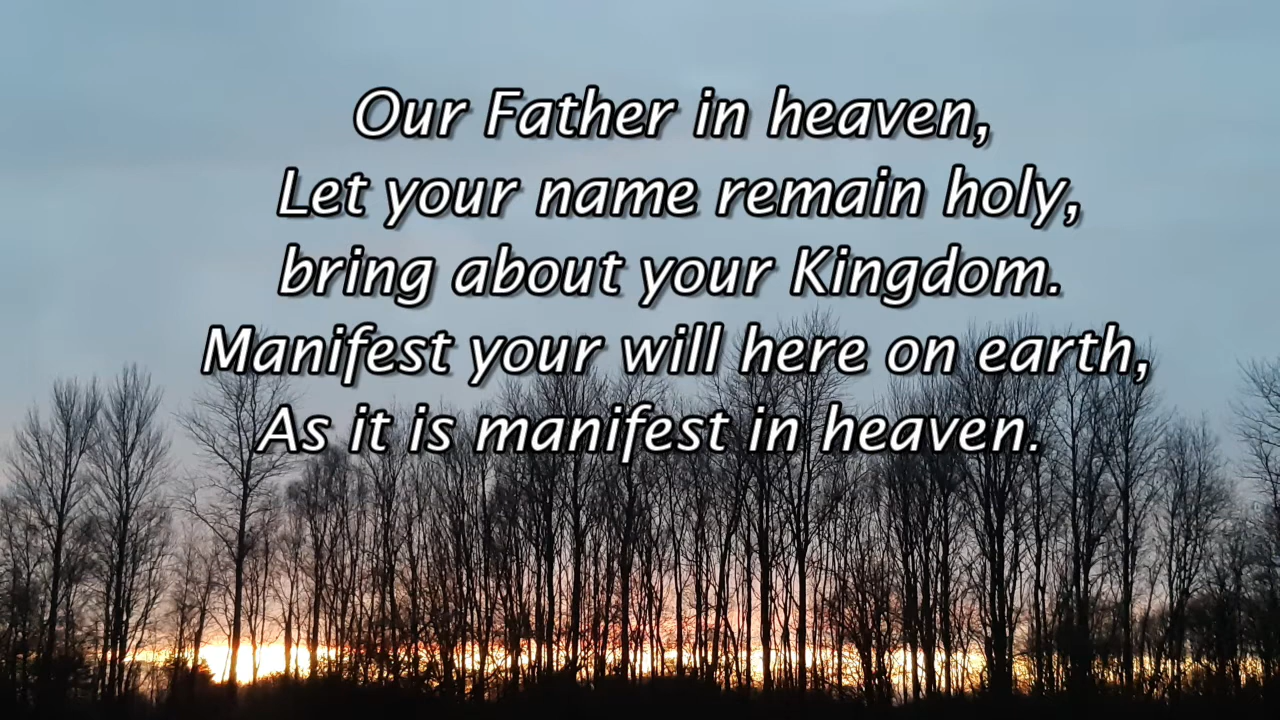 Our Father in heaven,
Let your name remain holy,
bring about your Kingdom.
Manifest your will here on earth,
As it is manifest in heaven.